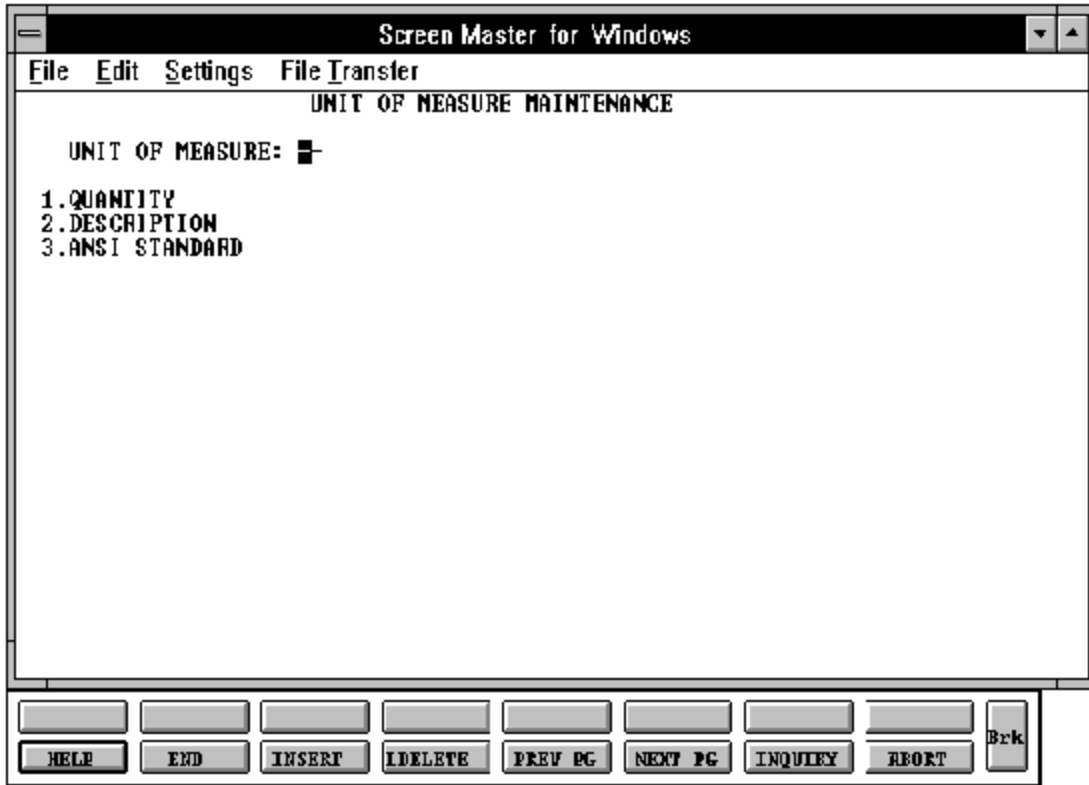 Screen Master for Windows
File Edit Settings File Transfer
UNIT OF MEASURE MAINTENANCE
UNIT OF MEASURE:
1.QUANTITY
2.DESCRIPTION
3.ANSI STANDARD
Brk
HELP END INSERT IDELETE PREV PG NEXT PG INQUIRY ABORT